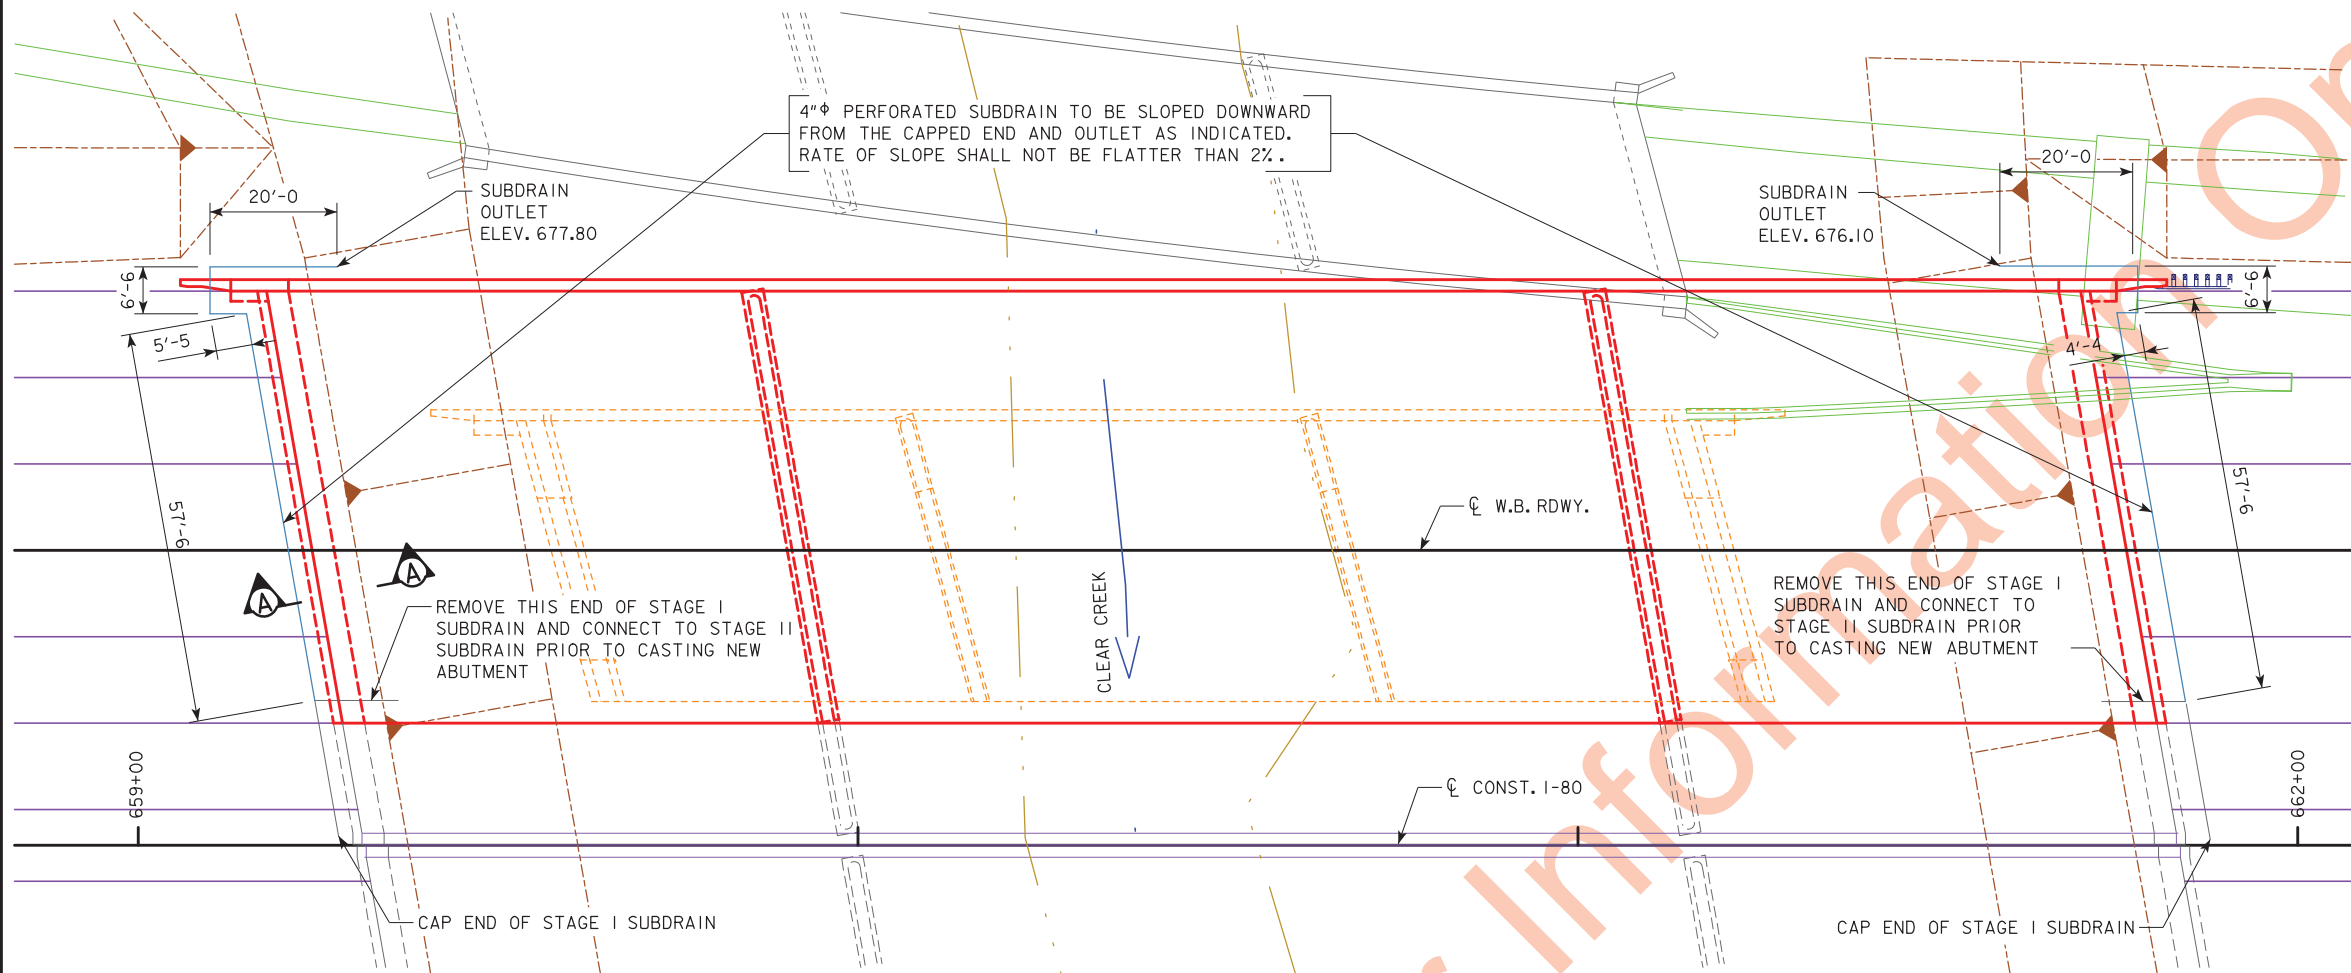 4"φ PERFORATED SUBDRAIN TO BE SLOPED DOWNWARD
FROM THE CAPPED END AND OUTLET AS INDICATED.
RATE OF SLOPE SHALL NOT BE FLATTER THAN 2%.
20'-0
SUBDRAIN
OUTLET
ELEV. 677.80
SUBDRAIN
OUTLET
ELEV. 676.10
20'-0
6'-6
6'-6
5'-5
4'-4
57'-6
57'-6
℄ W.B. RDWY.
A
A
CLEAR CREEK
REMOVE THIS END OF STAGE I
SUBDRAIN AND CONNECT TO STAGE II
SUBDRAIN PRIOR TO CASTING NEW
ABUTMENT
REMOVE THIS END OF STAGE I
SUBDRAIN AND CONNECT TO
STAGE II SUBDRAIN PRIOR
TO CASTING NEW ABUTMENT
659+00
℄ CONST. I-80
662+00
CAP END OF STAGE I SUBDRAIN
CAP END OF STAGE I SUBDRAIN
Information